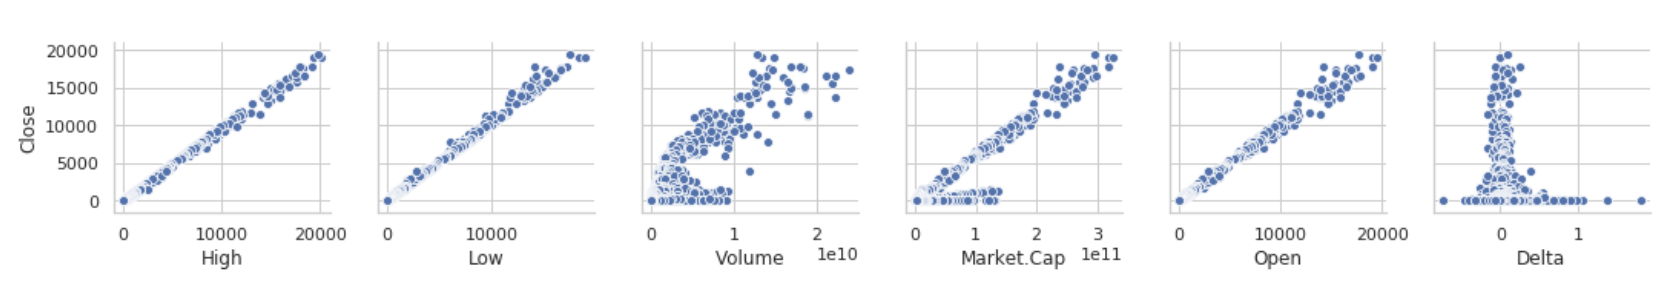 20000
15000
10000
5000
0
Close
0 10000 20000
High
0 10000
Low
0 1 2
1e10
Volume
0 1 2 3
1e11
Market.Cap
0 10000 20000
Open
0 1
Delta